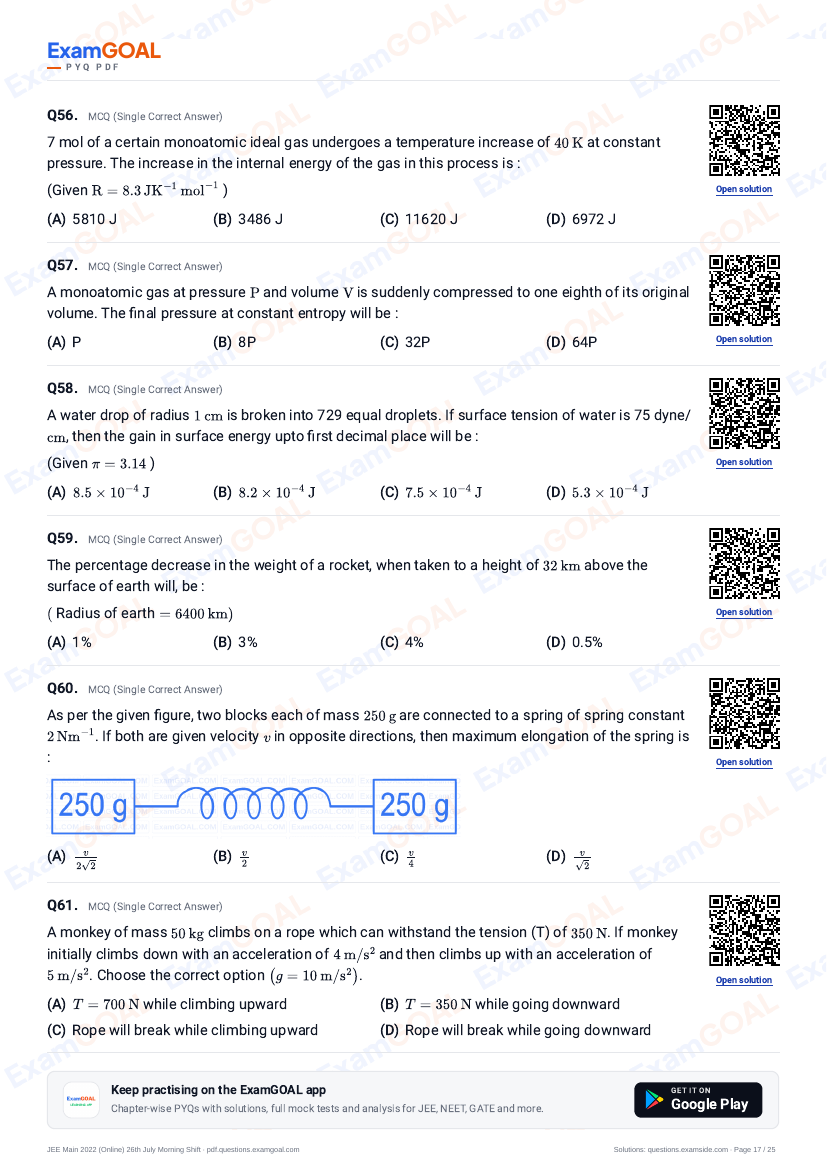 ExamGOAL
PYQ PDF
Q56. MCQ (Single Correct Answer)
7 mol of a certain monoatomic ideal gas undergoes a temperature increase of 40 K at constant
pressure. The increase in the internal energy of the gas in this process is :
(Given R = 8.3 JK⁻¹ mol⁻¹ )
(A) 5810 J (B) 3486 J (C) 11620 J (D) 6972 J
Open solution
Q57. MCQ (Single Correct Answer)
A monoatomic gas at pressure P and volume V is suddenly compressed to one eighth of its original
volume. The final pressure at constant entropy will be :
(A) P (B) 8P (C) 32P (D) 64P
Open solution
Q58. MCQ (Single Correct Answer)
A water drop of radius 1 cm is broken into 729 equal droplets. If surface tension of water is 75 dyne/
cm, then the gain in surface energy upto first decimal place will be :
(Given π = 3.14 )
(A) 8.5 × 10⁻⁴ J (B) 8.2 × 10⁻⁴ J (C) 7.5 × 10⁻⁴ J (D) 5.3 × 10⁻⁴ J
Open solution
Q59. MCQ (Single Correct Answer)
The percentage decrease in the weight of a rocket, when taken to a height of 32 km above the
surface of earth will, be :
( Radius of earth = 6400 km)
(A) 1% (B) 3% (C) 4% (D) 0.5%
Open solution
Q60. MCQ (Single Correct Answer)
As per the given figure, two blocks each of mass 250 g are connected to a spring of spring constant
2 Nm⁻¹. If both are given velocity v in opposite directions, then maximum elongation of the spring is
:
250 g 250 g
(A) v/(2√2) (B) v/2 (C) v/4 (D) v/√2
Open solution
Q61. MCQ (Single Correct Answer)
A monkey of mass 50 kg climbs on a rope which can withstand the tension (T) of 350 N. If monkey
initially climbs down with an acceleration of 4 m/s² and then climbs up with an acceleration of
5 m/s². Choose the correct option (g = 10 m/s²).
(A) T = 700 N while climbing upward (B) T = 350 N while going downward
(C) Rope will break while climbing upward (D) Rope will break while going downward
Open solution
ExamGOAL
Keep practising on the ExamGOAL app
Chapter-wise PYQs with solutions, full mock tests and analysis for JEE, NEET, GATE and more.
GET IT ON
Google Play
JEE Main 2022 (Online) 26th July Morning Shift · pdf.questions.examgoal.com Solutions: questions.examside.com · Page 17 / 25